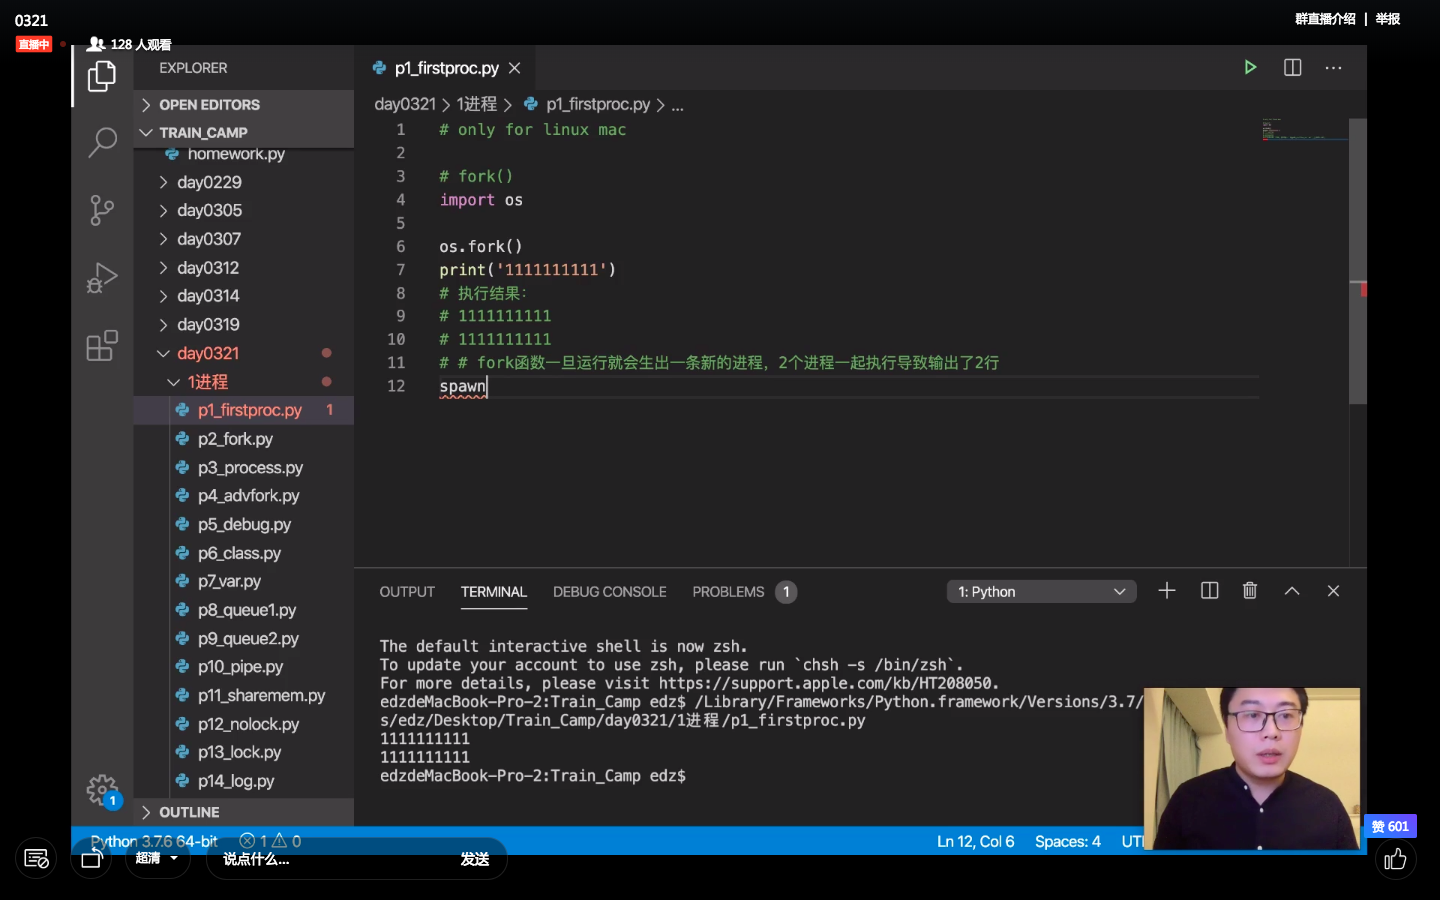 0321
群直播介绍 | 举报
直播中
128 人观看
EXPLORER
OPEN EDITORS
TRAIN_CAMP
homework.py
day0229
day0305
day0307
day0312
day0314
day0319
day0321
1进程
p1_firstproc.py 1
p2_fork.py
p3_process.py
p4_advfork.py
p5_debug.py
p6_class.py
p7_var.py
p8_queue1.py
p9_queue2.py
p10_pipe.py
p11_sharemem.py
p12_nolock.py
p13_lock.py
p14_log.py
OUTLINE
1
p1_firstproc.py
day0321 > 1进程 > p1_firstproc.py > ...
1 # only for linux mac
2
3 # fork()
4 import os
5
6 os.fork()
7 print('1111111111')
8 # 执行结果：
9 # 1111111111
10 # 1111111111
11 # # fork函数一旦运行就会生出一条新的进程，2个进程一起执行导致输出了2行
12 spawn
OUTPUT TERMINAL DEBUG CONSOLE PROBLEMS 1
1: Python
The default interactive shell is now zsh.
To update your account to use zsh, please run `chsh -s /bin/zsh`.
For more details, please visit https://support.apple.com/kb/HT208050.
edzdeMacBook-Pro-2:Train_Camp edz$ /Library/Frameworks/Python.framework/Versions/3.7/
s/edz/Desktop/Train_Camp/day0321/1进程/p1_firstproc.py
1111111111
1111111111
edzdeMacBook-Pro-2:Train_Camp edz$
Python 3.7.6 64-bit 1 0
Ln 12, Col 6 Spaces: 4
赞 601
超清
说点什么...
发送